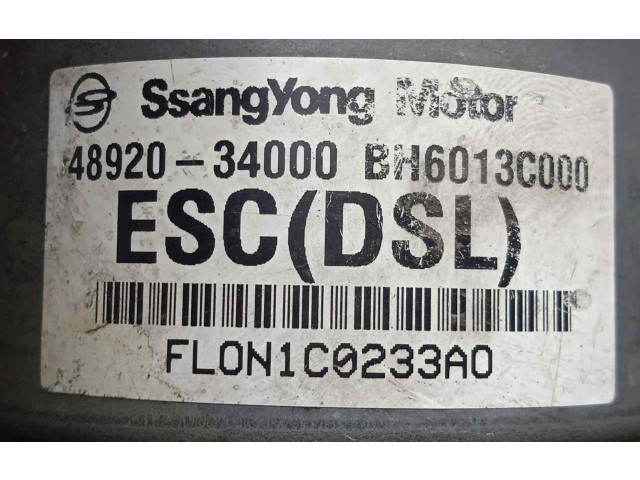 SsangYong Motor
48920-34000 BH6013C000
ESC(DSL)
FLON1C0233A0